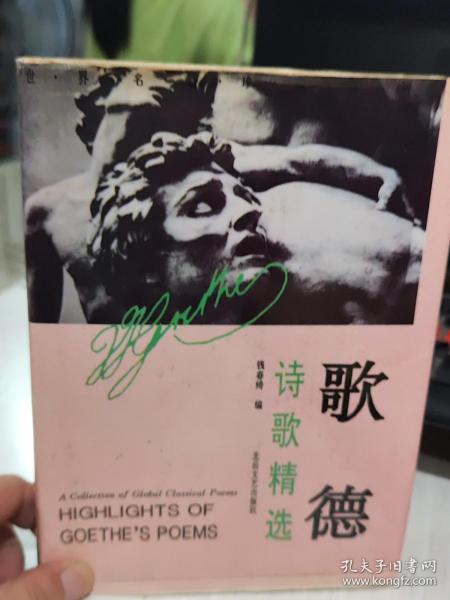 世·界·名
Goethe
歌德
诗歌精选
钱春绮 编
北岳文艺出版社
A Collection of Global Classical Poems
HIGHLIGHTS OF
GOETHE'S POEMS
孔夫子旧书网
www.kongfz.com